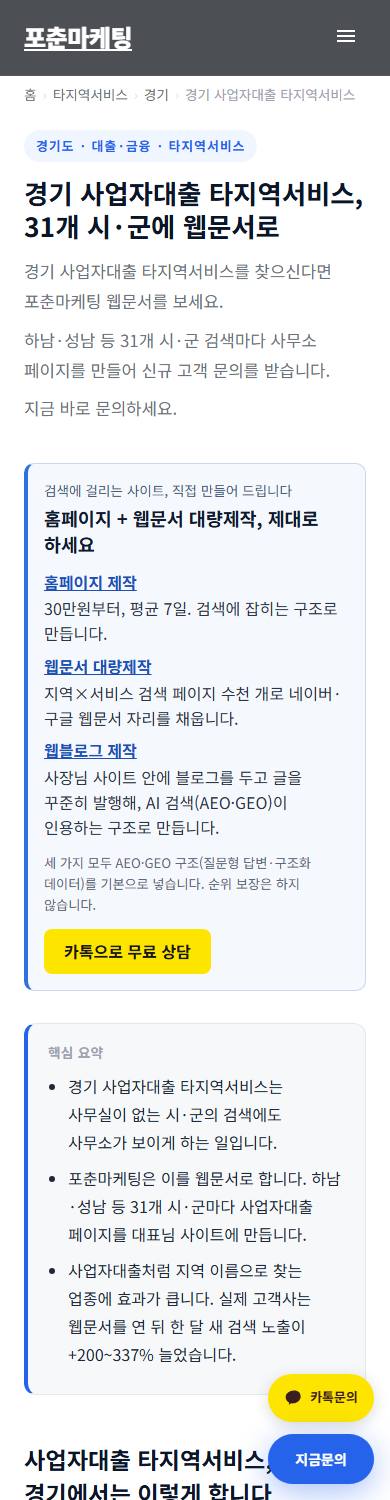 포춘마케팅
홈 › 타지역서비스 › 경기 › 경기 사업자대출 타지역서비스
경기도 · 대출·금융 · 타지역서비스
경기 사업자대출 타지역서비스,
31개 시·군에 웹문서로
경기 사업자대출 타지역서비스를 찾으신다면
포춘마케팅 웹문서를 보세요.
하남·성남 등 31개 시·군 검색마다 사무소
페이지를 만들어 신규 고객 문의를 받습니다.
지금 바로 문의하세요.
검색에 걸리는 사이트, 직접 만들어 드립니다
홈페이지 + 웹문서 대량제작, 제대로
하세요
홈페이지 제작
30만원부터, 평균 7일. 검색에 잡히는 구조로
만듭니다.
웹문서 대량제작
지역×서비스 검색 페이지 수천 개로 네이버·
구글 웹문서 자리를 채웁니다.
웹블로그 제작
사장님 사이트 안에 블로그를 두고 글을
꾸준히 발행해, AI 검색(AEO·GEO)이
인용하는 구조로 만듭니다.
세 가지 모두 AEO·GEO 구조(질문형 답변·구조화
데이터)를 기본으로 넣습니다. 순위 보장은 하지
않습니다.
카톡으로 무료 상담
핵심 요약
• 경기 사업자대출 타지역서비스는
사무실이 없는 시·군의 검색에도
사무소가 보이게 하는 일입니다.
• 포춘마케팅은 이를 웹문서로 합니다. 하남
·성남 등 31개 시·군마다 사업자대출
페이지를 대표님 사이트에 만듭니다.
• 사업자대출처럼 지역 이름으로 찾는
업종에 효과가 큽니다. 실제 고객사는
웹문서를 연 뒤 한 달 새 검색 노출이
+200~337% 늘었습니다.
카톡문의
사업자대출 타지역서비스,
경기에서는 이렇게 합니다
지금문의